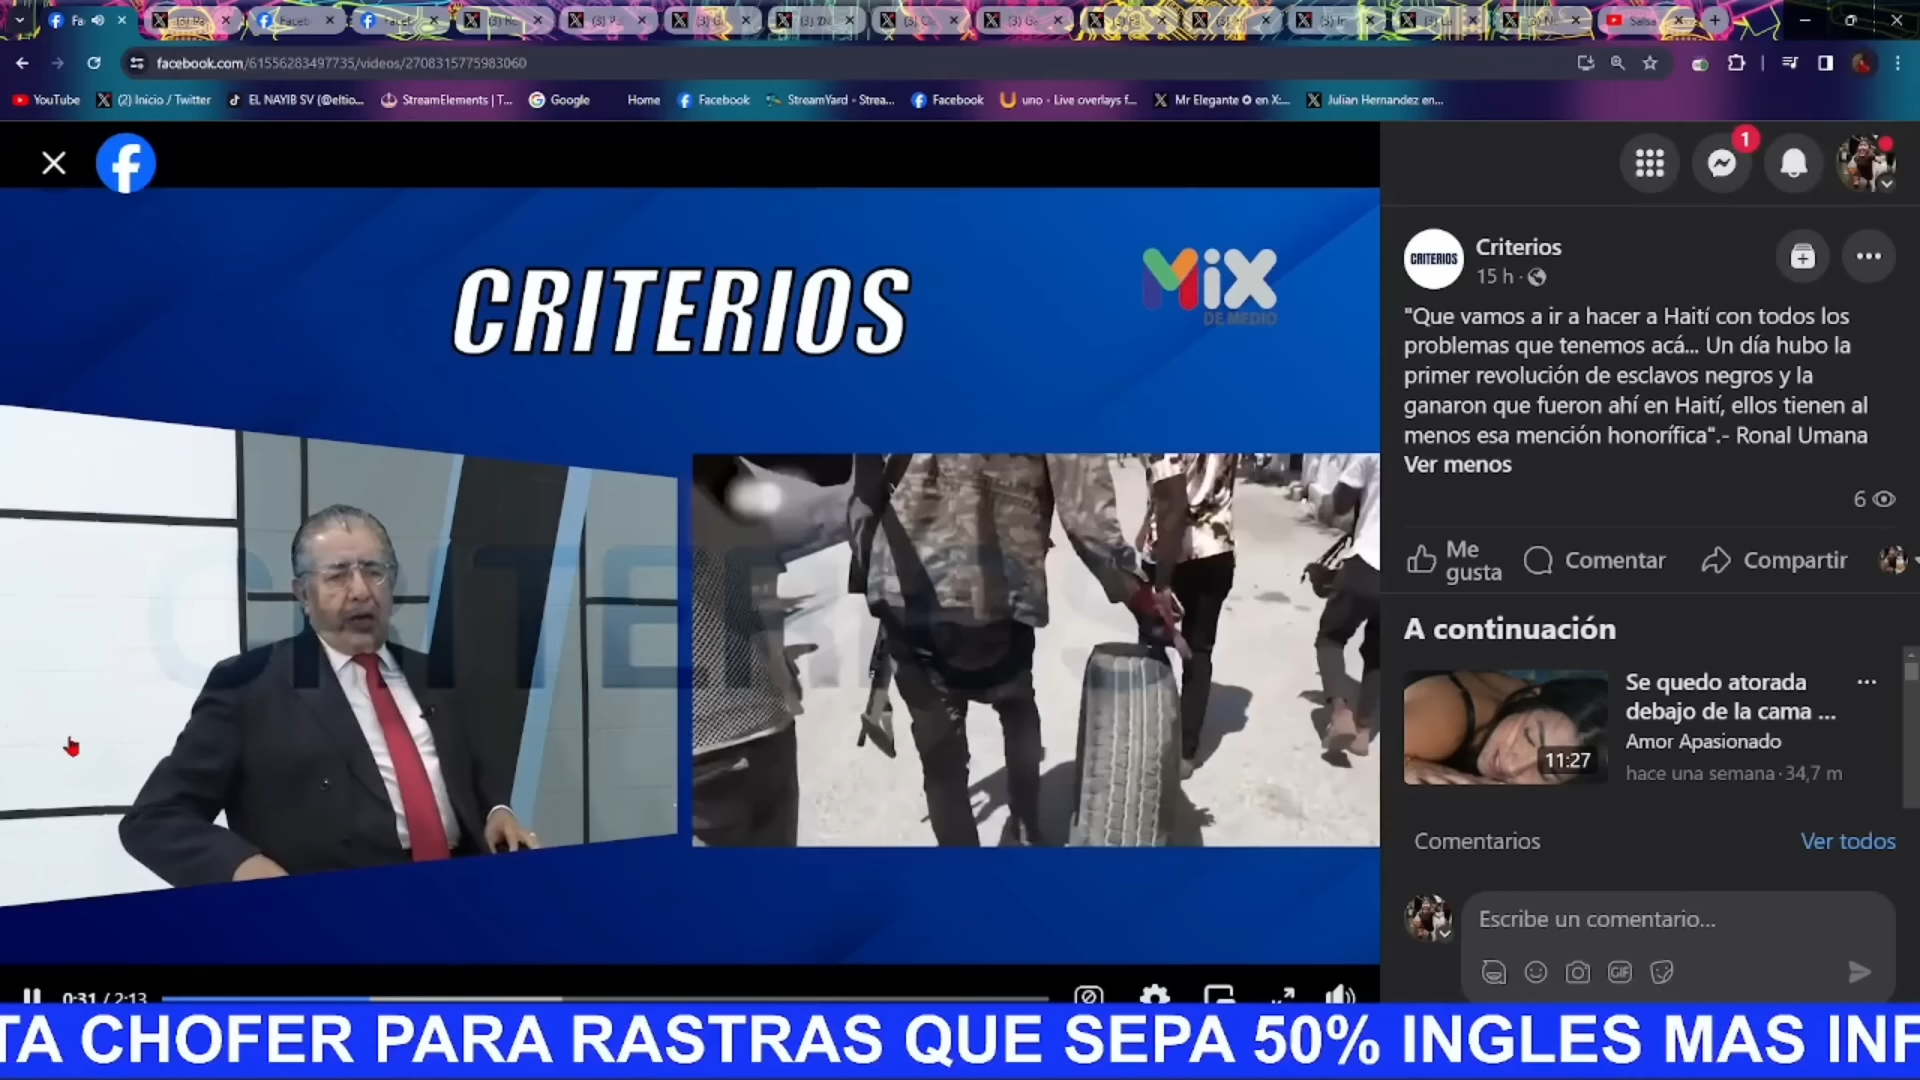 Fa
Faceb
facebook.com/61556283497735/videos/2708315775983060
YouTube
(2) Inicio / Twitter
EL NAYIB SV (@eltio...
StreamElements | T...
Google
Home
Facebook
StreamYard - Strea...
Facebook
uno - Live overlays f...
Mr Elegante ✪ en X:...
Julian Hernandez en...
CRITERIOS
MiX
DE MEDIO
CRITERIOS
1
CRITERIOS
Criterios
15 h ·
"Que vamos a ir a hacer a Haití con todos los
problemas que tenemos acá... Un día hubo la
primer revolución de esclavos negros y la
ganaron que fueron ahí en Haití, ellos tienen al
menos esa mención honorífica".- Ronal Umana
Ver menos
6
Me
gusta
Comentar
Compartir
A continuación
Se quedo atorada
debajo de la cama ...
Amor Apasionado
hace una semana · 34,7 m
11:27
Comentarios
Ver todos
Escribe un comentario...
GIF
0:31 / 2:13
TA CHOFER PARA RASTRAS QUE SEPA 50% INGLES MAS INF